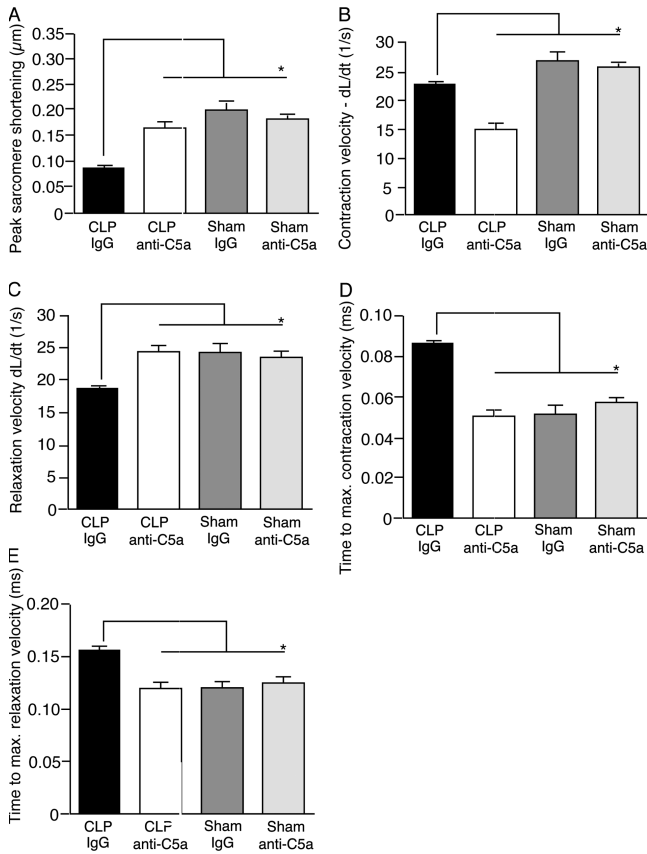 A
Peak sarcomere shortening (µm)
0.35
0.30
0.25
0.20
0.15
0.10
0.05
0
*
CLP
IgG
CLP
anti-C5a
Sham
IgG
Sham
anti-C5a
B
Contraction velocity - dL/dt (1/s)
30
25
20
15
10
5
0
*
CLP
IgG
CLP
anti-C5a
Sham
IgG
Sham
anti-C5a
C
Relaxation velocity dL/dt (1/s)
30
25
20
15
10
5
0
*
CLP
IgG
CLP
anti-C5a
Sham
IgG
Sham
anti-C5a
D
Time to max. contracation velocity (ms)
0.10
0.08
0.06
0.04
0.02
0
*
CLP
IgG
CLP
anti-C5a
Sham
IgG
Sham
anti-C5a
E
Time to max. relaxation velocity (ms)
0.20
0.15
0.10
0.05
0
*
CLP
IgG
CLP
anti-C5a
Sham
IgG
Sham
anti-C5a